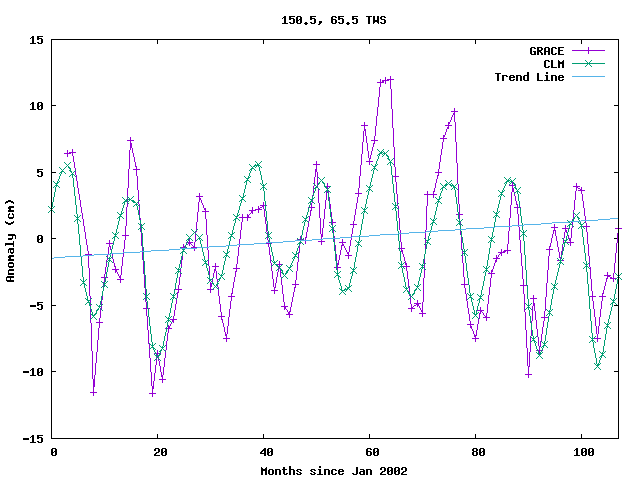 150.5, 65.5 TWS
GRACE
CLM
Trend Line
15
10
5
0
-5
-10
-15
Anomaly (cm)
0 20 40 60 80 100
Months since Jan 2002